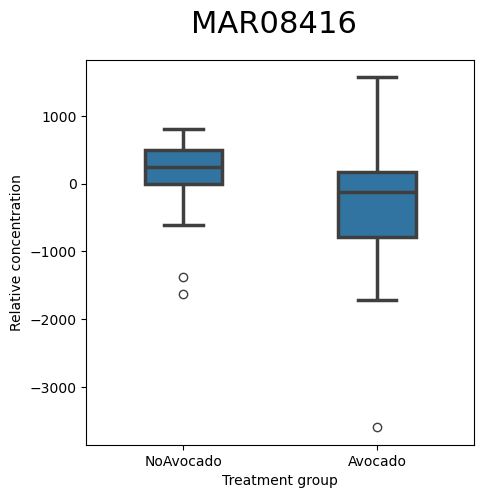 MAR08416
1000
0
−1000
−2000
−3000
Relative concentration
NoAvocado
Avocado
Treatment group